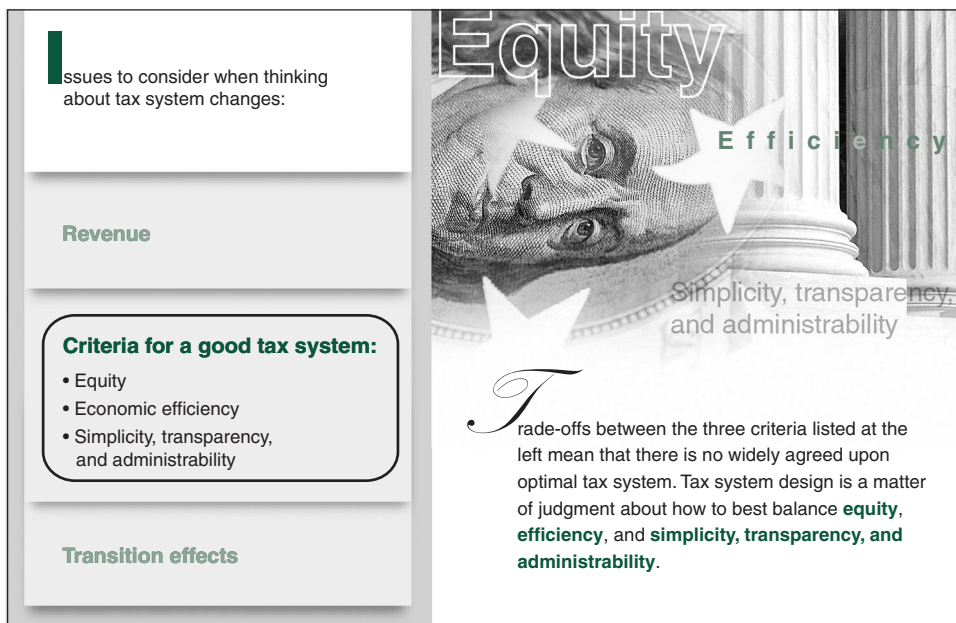 Issues to consider when thinking
about tax system changes:
Revenue
Criteria for a good tax system:
• Equity
• Economic efficiency
• Simplicity, transparency,
and administrability
Transition effects
Equity
Efficiency
Simplicity, transparency,
and administrability
Trade-offs between the three criteria listed at the
left mean that there is no widely agreed upon
optimal tax system. Tax system design is a matter
of judgment about how to best balance equity,
efficiency, and simplicity, transparency, and
administrability.